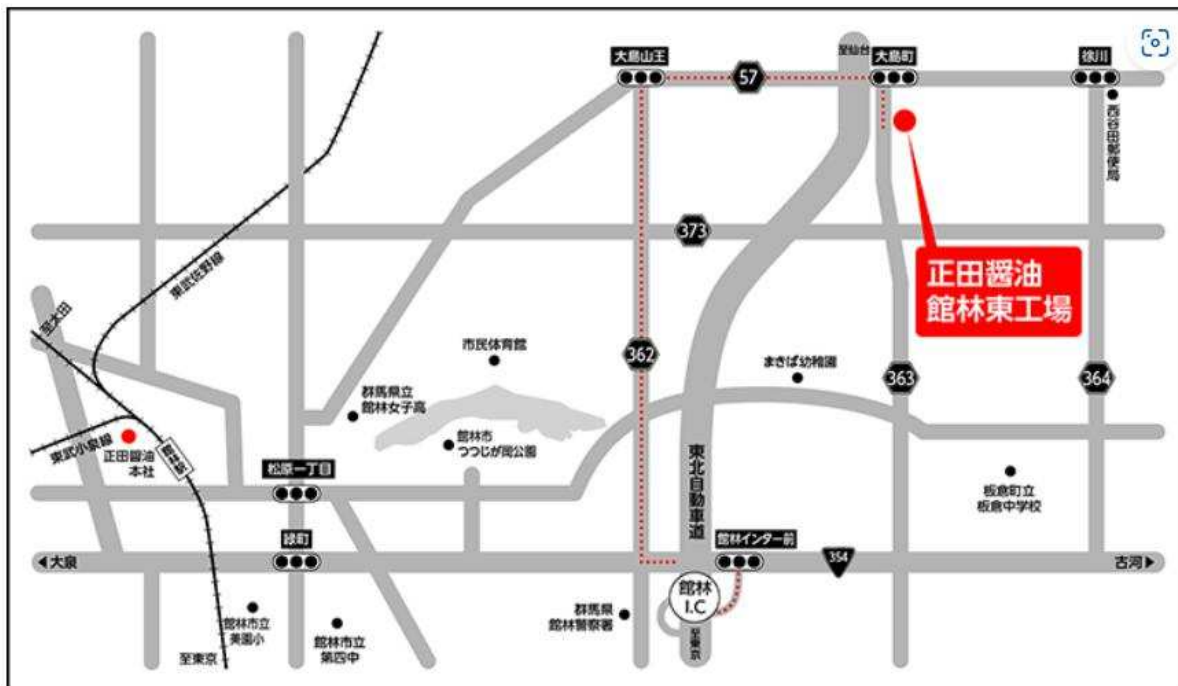 大島山王
57
至仙台
大島町
徐川
西谷田郵便局
373
正田醤油
館林東工場
東武佐野線
至太田
市民体育館
362
まきば幼稚園
363
364
群馬県立
館林女子高
館林市
つつじが岡公園
東武小泉線
正田醤油
本社
館林駅
松原一丁目
東北自動車道
板倉町立
板倉中学校
大泉
緑町
館林インター前
354
古河
館林
I.C
群馬県
館林警察署
館林市立
美園小
館林市立
第四中
至東京
至東京